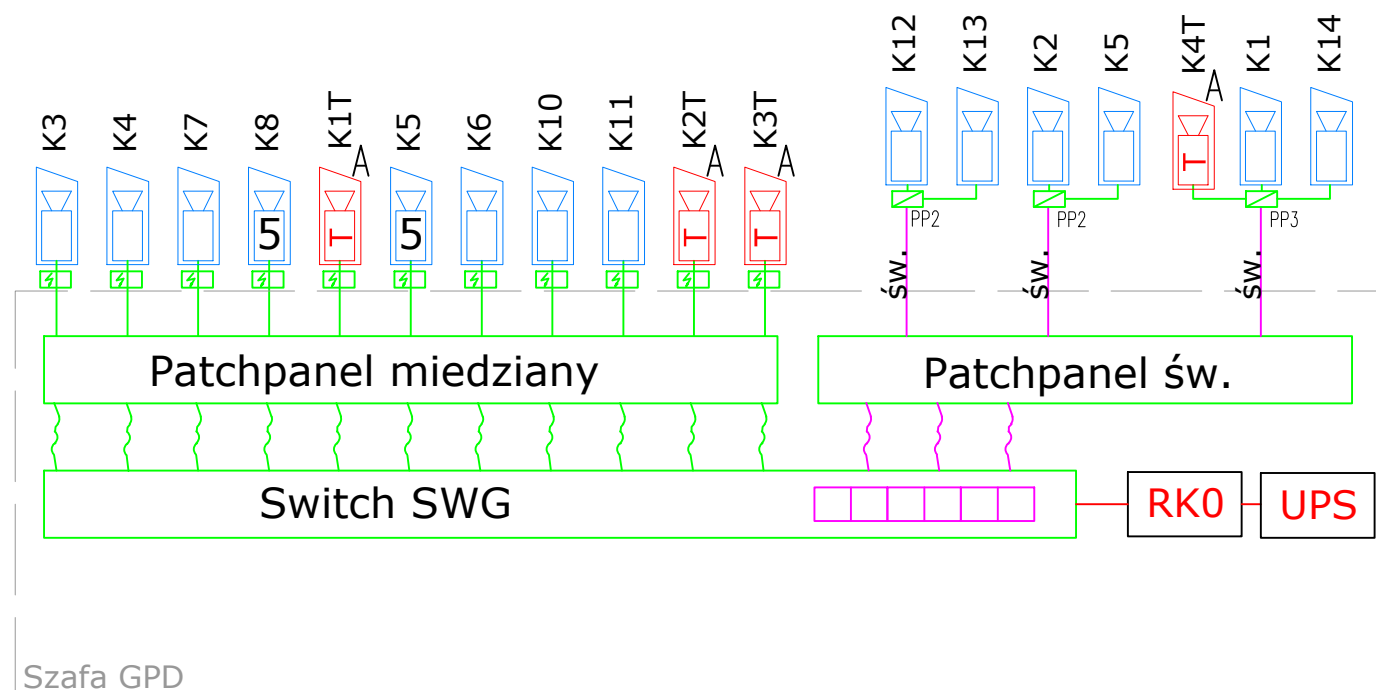 K12
K13
K2
K5
K4T
K1
K14
A
K3
K4
K7
K8
K1T
K5
K6
K10
K11
K2T
K3T
T
A
A
A
5
T
5
T
T
PP2
PP2
PP3
św.
św.
św.
Patchpanel miedziany
Patchpanel św.
Switch SWG
RK0
UPS
Szafa GPD